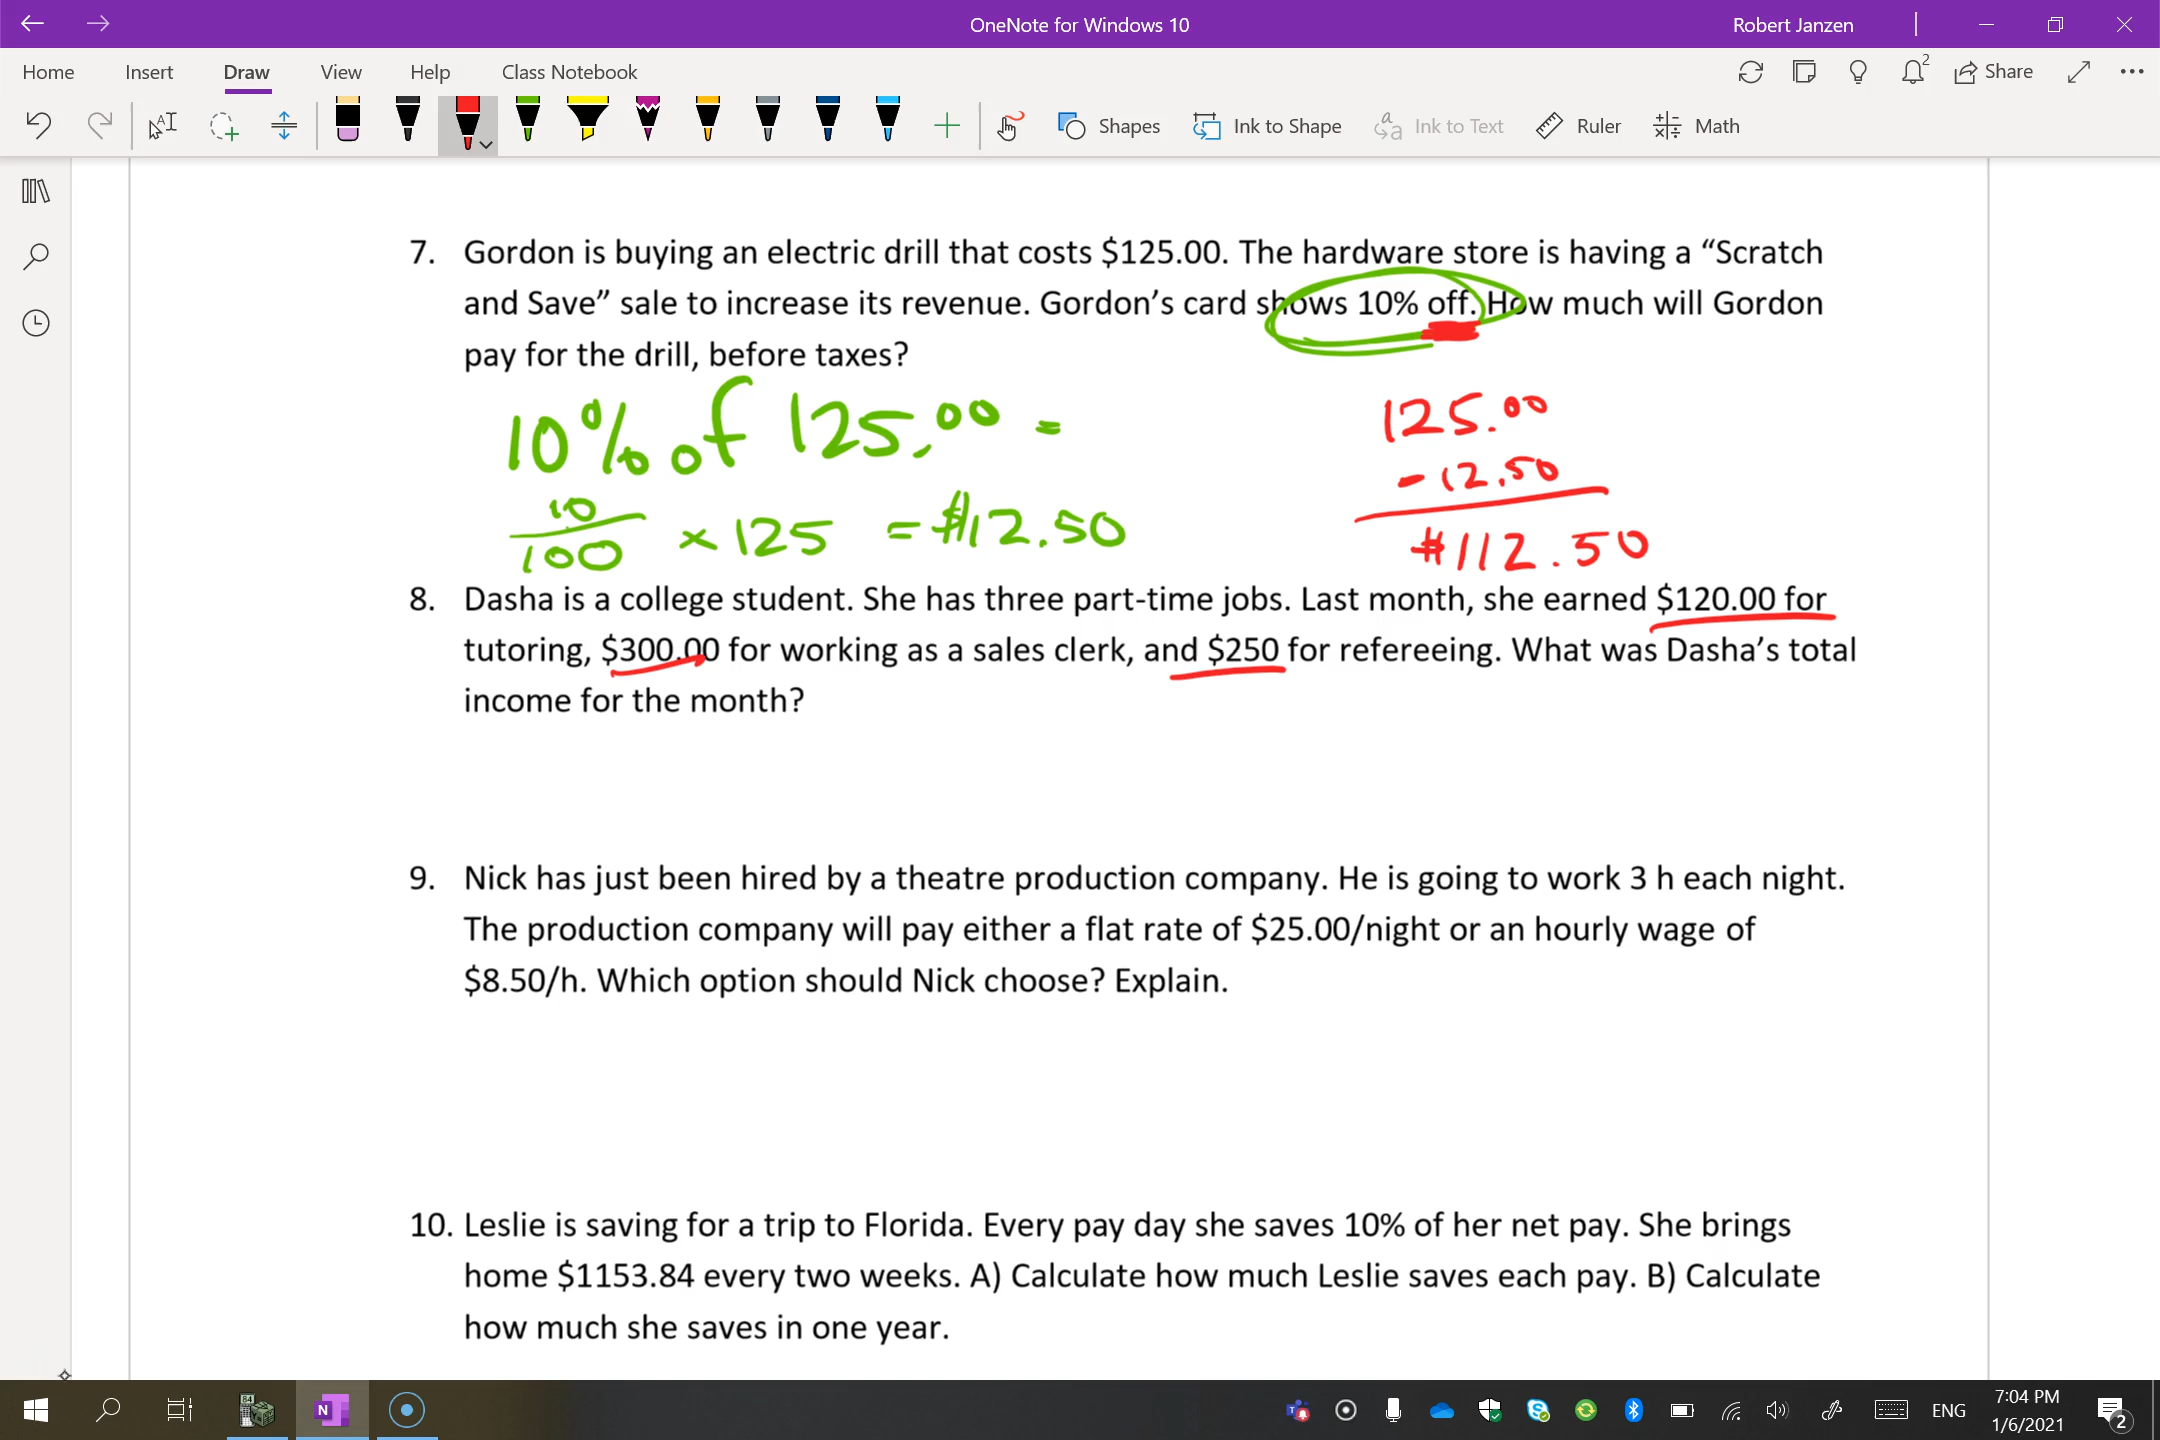 OneNote for Windows 10
Robert Janzen
Home Insert Draw View Help Class Notebook
2 Share
Shapes Ink to Shape Ink to Text Ruler Math
7. Gordon is buying an electric drill that costs $125.00. The hardware store is having a “Scratch
and Save” sale to increase its revenue. Gordon’s card shows 10% off. How much will Gordon
pay for the drill, before taxes?
10% of 125.00 =
10/100 × 125 = $12.50
125.00
- 12.50
$112.50
8. Dasha is a college student. She has three part-time jobs. Last month, she earned $120.00 for
tutoring, $300.00 for working as a sales clerk, and $250 for refereeing. What was Dasha’s total
income for the month?
9. Nick has just been hired by a theatre production company. He is going to work 3 h each night.
The production company will pay either a flat rate of $25.00/night or an hourly wage of
$8.50/h. Which option should Nick choose? Explain.
10. Leslie is saving for a trip to Florida. Every pay day she saves 10% of her net pay. She brings
home $1153.84 every two weeks. A) Calculate how much Leslie saves each pay. B) Calculate
how much she saves in one year.
84 N ENG 7:04 PM
1/6/2021 2